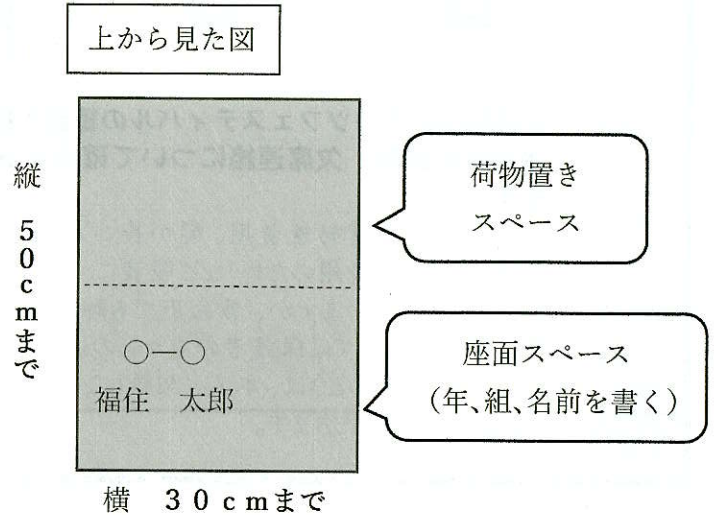 上から見た図
荷物置き
スペース
縦 50cmまで
○―○
福住 太郎
座面スペース
(年、組、名前を書く)
横 30cmまで